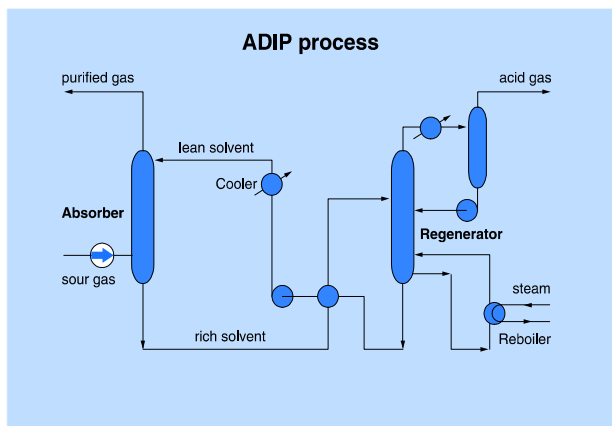 ADIP process
purified gas
acid gas
lean solvent
Cooler
Absorber
Regenerator
sour gas
steam
rich solvent
Reboiler